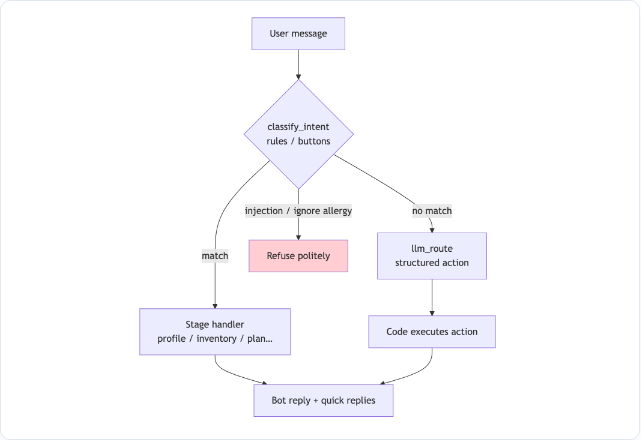 User message
classify_intent
rules / buttons
injection / ignore allergy
no match
match
Refuse politely
llm_route
structured action
Stage handler
profile / inventory / plan...
Code executes action
Bot reply + quick replies